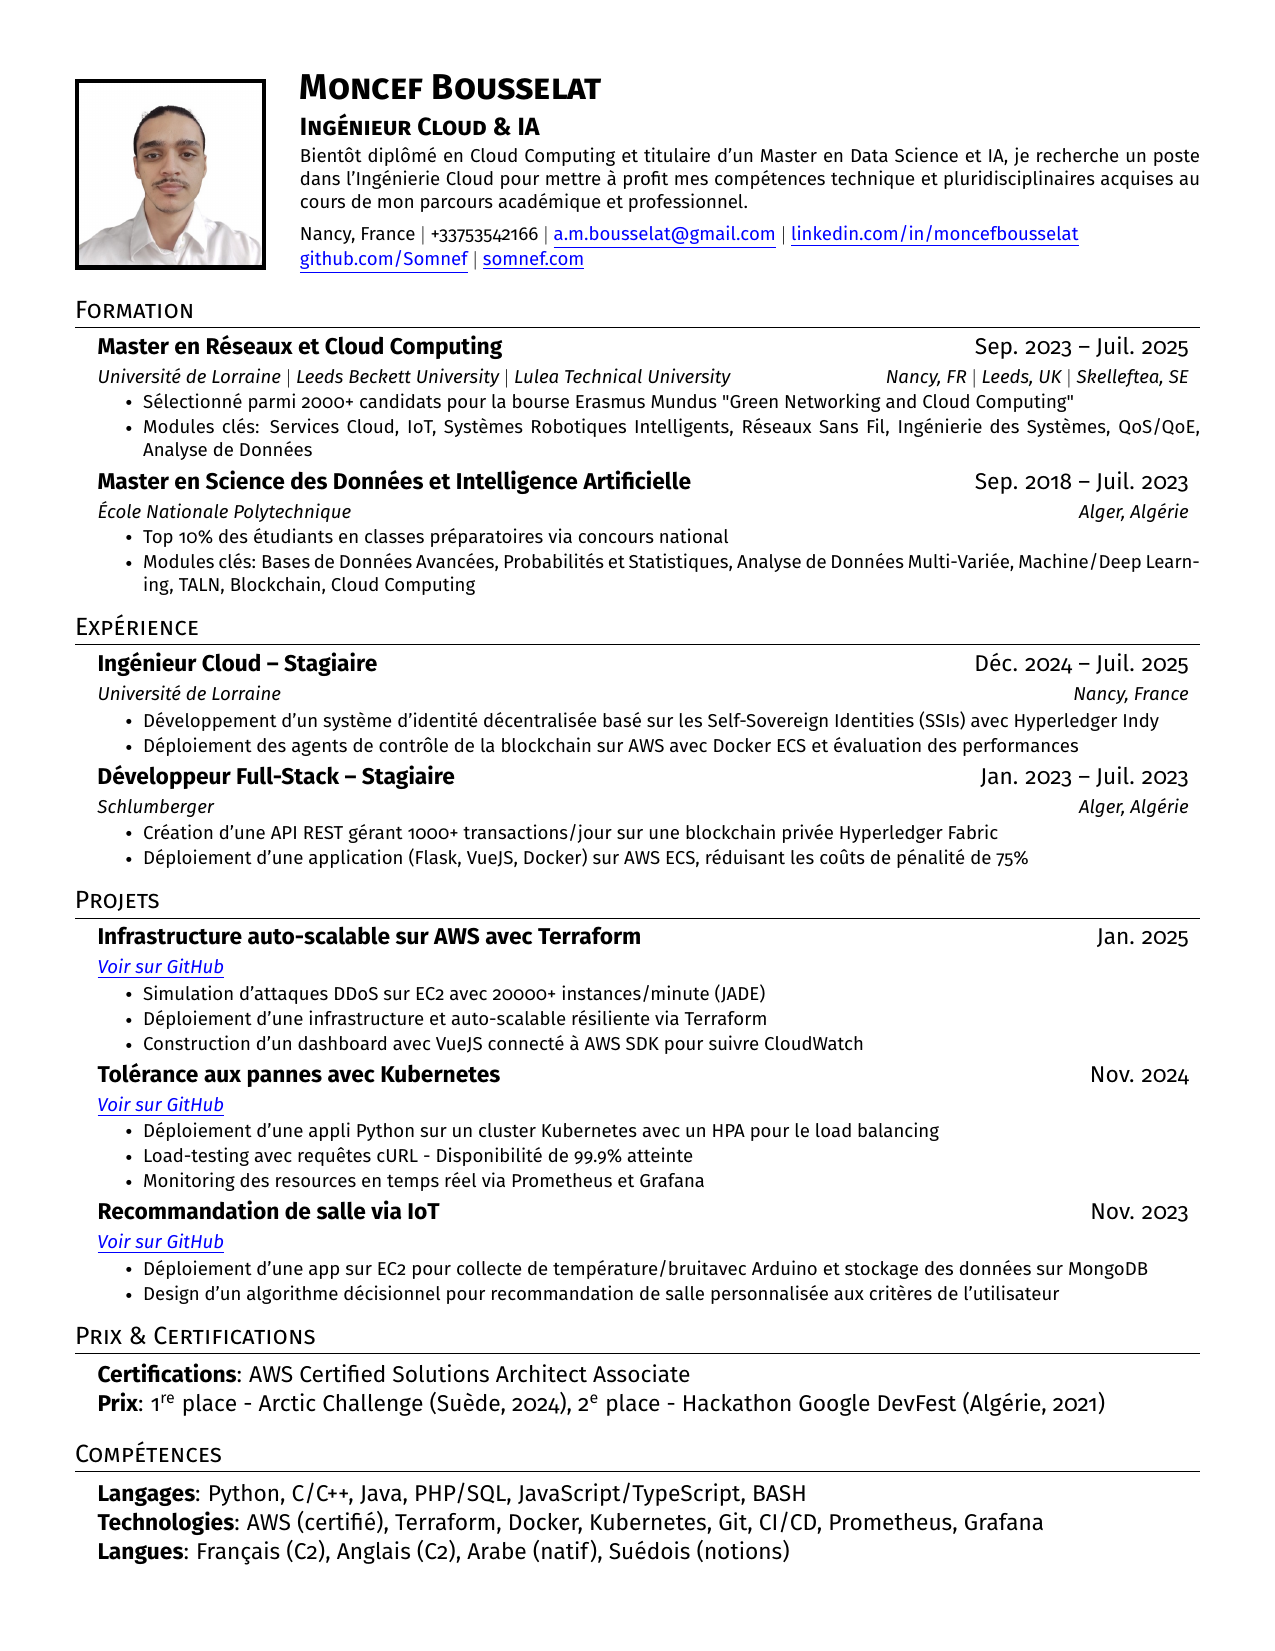 Moncef Bousselat
Ingénieur Cloud & IA
Bientôt diplômé en Cloud Computing et titulaire d'un Master en Data Science et IA, je recherche un poste
dans l'Ingénierie Cloud pour mettre à profit mes compétences technique et pluridisciplinaires acquises au
cours de mon parcours académique et professionnel.
Nancy, France | +33753542166 | a.m.bousselat@gmail.com | linkedin.com/in/moncefbousselat
github.com/Somnef | somnef.com
Formation
Master en Réseaux et Cloud Computing Sep. 2023 – Juil. 2025
Université de Lorraine | Leeds Beckett University | Lulea Technical University Nancy, FR | Leeds, UK | Skelleftea, SE
• Sélectionné parmi 2000+ candidats pour la bourse Erasmus Mundus "Green Networking and Cloud Computing"
• Modules clés: Services Cloud, IoT, Systèmes Robotiques Intelligents, Réseaux Sans Fil, Ingénierie des Systèmes, QoS/QoE,
Analyse de Données
Master en Science des Données et Intelligence Artificielle Sep. 2018 – Juil. 2023
École Nationale Polytechnique Alger, Algérie
• Top 10% des étudiants en classes préparatoires via concours national
• Modules clés: Bases de Données Avancées, Probabilités et Statistiques, Analyse de Données Multi-Variée, Machine/Deep Learn-
ing, TALN, Blockchain, Cloud Computing
Expérience
Ingénieur Cloud – Stagiaire Déc. 2024 – Juil. 2025
Université de Lorraine Nancy, France
• Développement d'un système d'identité décentralisée basé sur les Self-Sovereign Identities (SSIs) avec Hyperledger Indy
• Déploiement des agents de contrôle de la blockchain sur AWS avec Docker ECS et évaluation des performances
Développeur Full-Stack – Stagiaire Jan. 2023 – Juil. 2023
Schlumberger Alger, Algérie
• Création d'une API REST gérant 1000+ transactions/jour sur une blockchain privée Hyperledger Fabric
• Déploiement d'une application (Flask, VueJS, Docker) sur AWS ECS, réduisant les coûts de pénalité de 75%
Projets
Infrastructure auto-scalable sur AWS avec Terraform Jan. 2025
Voir sur GitHub
• Simulation d'attaques DDoS sur EC2 avec 20000+ instances/minute (JADE)
• Déploiement d'une infrastructure et auto-scalable résiliente via Terraform
• Construction d'un dashboard avec VueJS connecté à AWS SDK pour suivre CloudWatch
Tolérance aux pannes avec Kubernetes Nov. 2024
Voir sur GitHub
• Déploiement d'une appli Python sur un cluster Kubernetes avec un HPA pour le load balancing
• Load-testing avec requêtes cURL - Disponibilité de 99.9% atteinte
• Monitoring des resources en temps réel via Prometheus et Grafana
Recommandation de salle via IoT Nov. 2023
Voir sur GitHub
• Déploiement d'une app sur EC2 pour collecte de température/bruitavec Arduino et stockage des données sur MongoDB
• Design d'un algorithme décisionnel pour recommandation de salle personnalisée aux critères de l'utilisateur
Prix & Certifications
Certifications: AWS Certified Solutions Architect Associate
Prix: 1re place - Arctic Challenge (Suède, 2024), 2e place - Hackathon Google DevFest (Algérie, 2021)
Compétences
Langages: Python, C/C++, Java, PHP/SQL, JavaScript/TypeScript, BASH
Technologies: AWS (certifié), Terraform, Docker, Kubernetes, Git, CI/CD, Prometheus, Grafana
Langues: Français (C2), Anglais (C2), Arabe (natif), Suédois (notions)